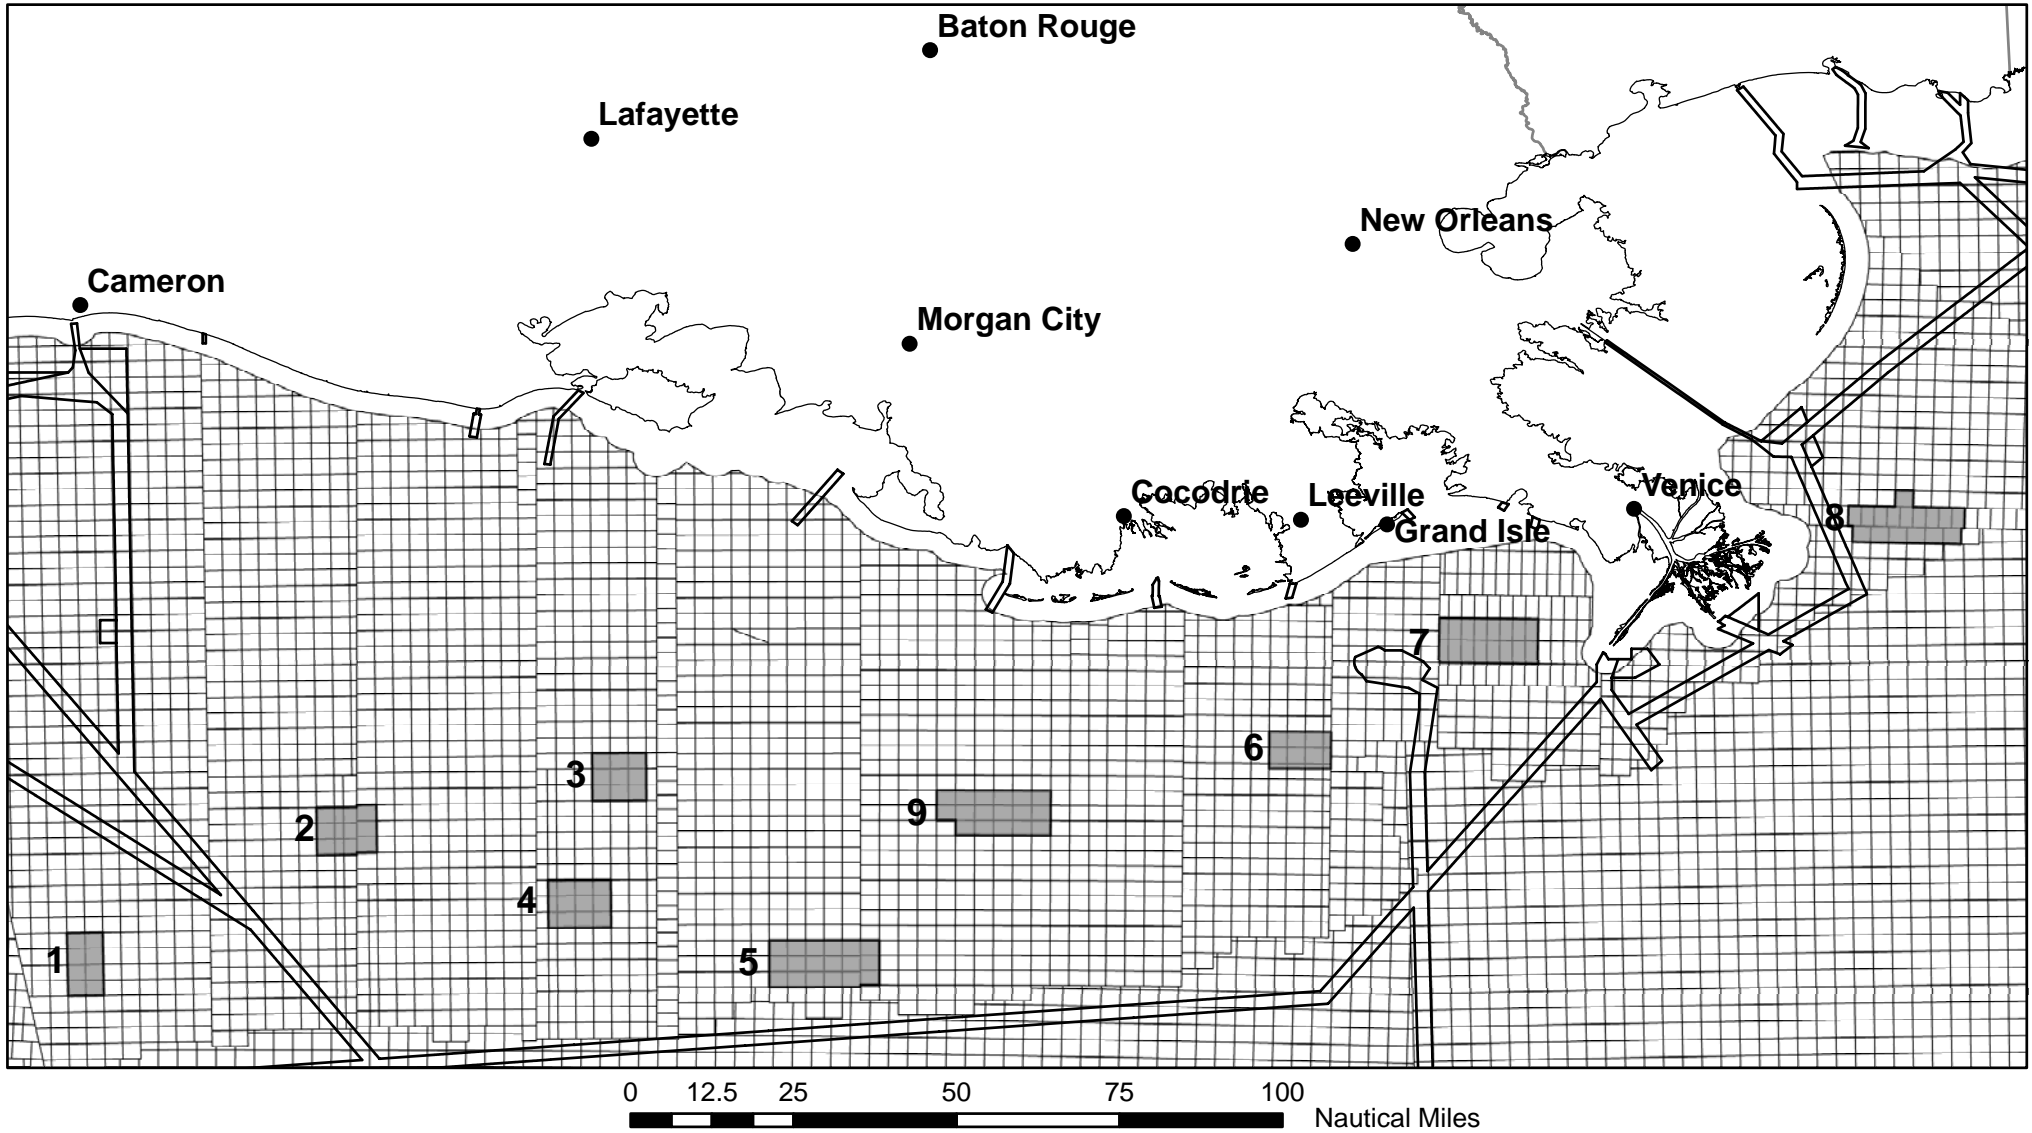 Baton Rouge
Lafayette
New Orleans
Cameron
Morgan City
Cocodrie
Leeville
Venice
Grand Isle
8
7
6
3
9
2
4
1
5
0 12.5 25 50 75 100
Nautical Miles